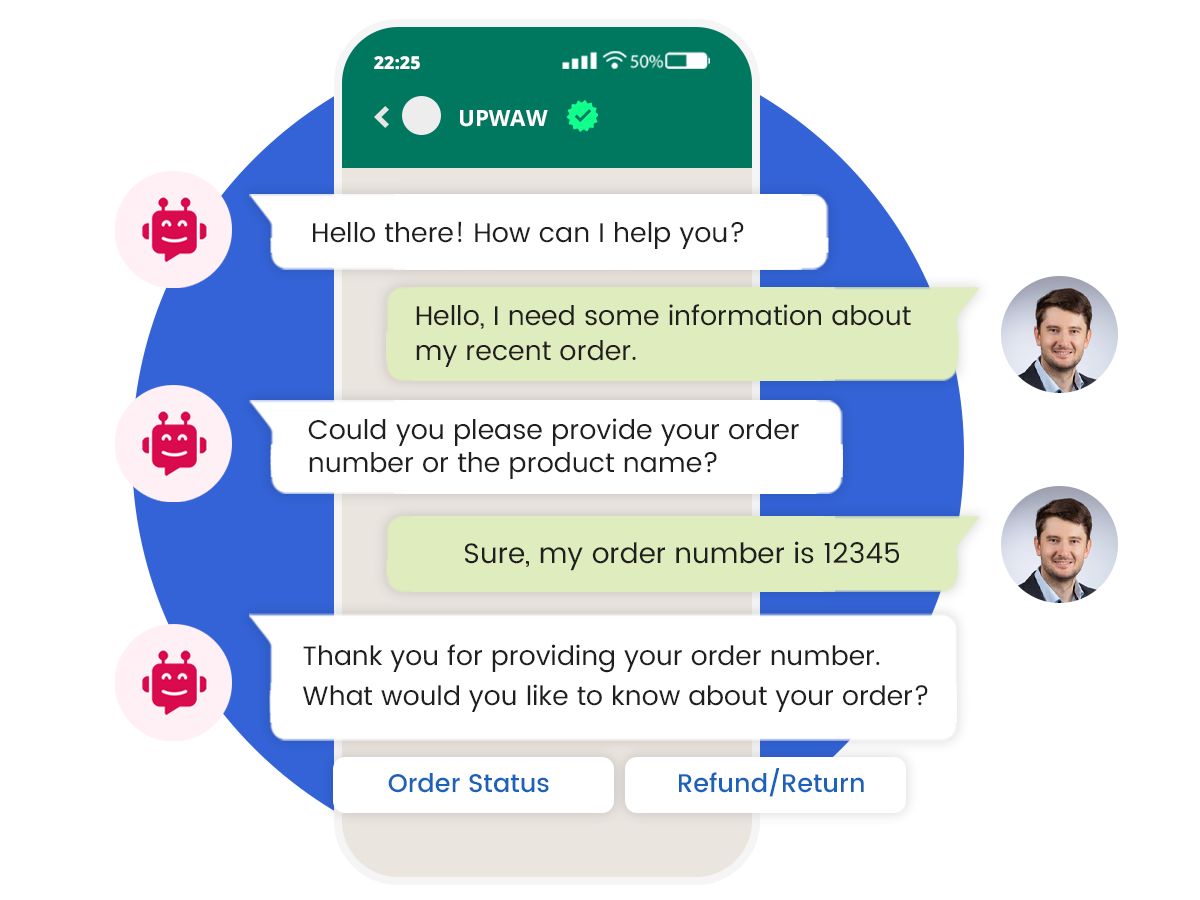 22:25
50%
UPWAW
Hello there! How can I help you?
Hello, I need some information about
my recent order.
Could you please provide your order
number or the product name?
Sure, my order number is 12345
Thank you for providing your order number.
What would you like to know about your order?
Order Status
Refund/Return